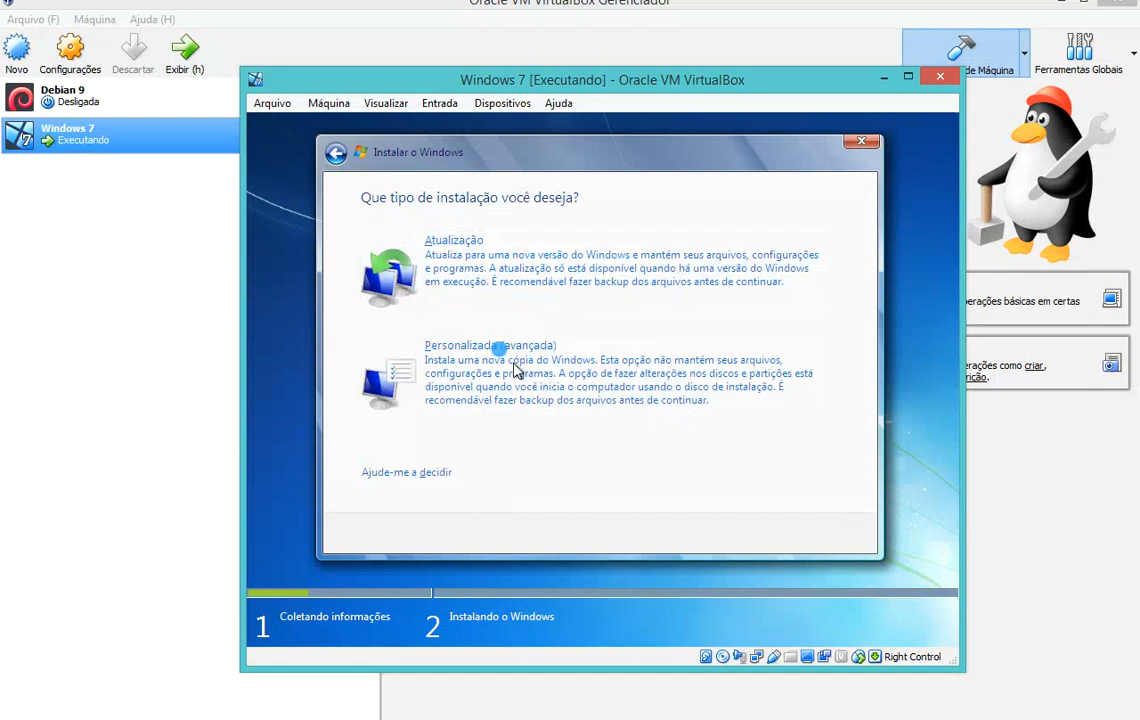 Oracle VM VirtualBox Gerenciador
Arquivo (F) Máquina Ajuda (H)
Novo Configurações Descartar Exibir (h)
de Máquina Ferramentas Globais
Debian 9
Desligada
Windows 7
Executando
Windows 7 [Executando] - Oracle VM VirtualBox
Arquivo Máquina Visualizar Entrada Dispositivos Ajuda
Instalar o Windows
Que tipo de instalação você deseja?
Atualização
Atualiza para uma nova versão do Windows e mantém seus arquivos, configurações
e programas. A atualização só está disponível quando há uma versão do Windows
em execução. É recomendável fazer backup dos arquivos antes de continuar.
Personalizada (avançada)
Instala uma nova cópia do Windows. Esta opção não mantém seus arquivos,
configurações e programas. A opção de fazer alterações nos discos e partições está
disponível quando você inicia o computador usando o disco de instalação. É
recomendável fazer backup dos arquivos antes de continuar.
Ajude-me a decidir
1 Coletando informações 2 Instalando o Windows
Right Control
erações básicas em certas
erações como criar,
rição.